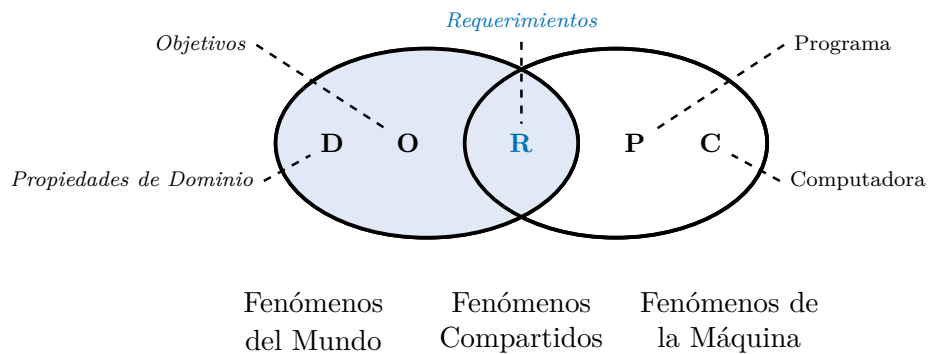 Requerimientos
Objetivos
Programa
D
O
R
P
C
Propiedades de Dominio
Computadora
Fenómenos
del Mundo
Fenómenos
Compartidos
Fenómenos de
la Máquina